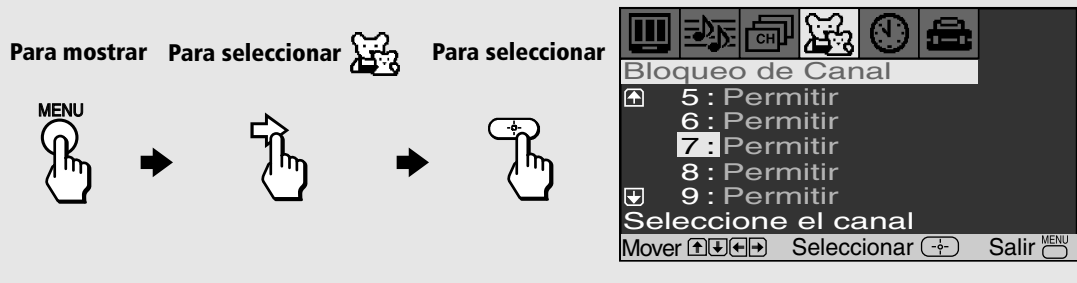 Para mostrar Para seleccionar Para seleccionar
MENU
CH
Bloqueo de Canal
5 : Permitir
6 : Permitir
7 : Permitir
8 : Permitir
9 : Permitir
Seleccione el canal
Mover Seleccionar Salir MENU